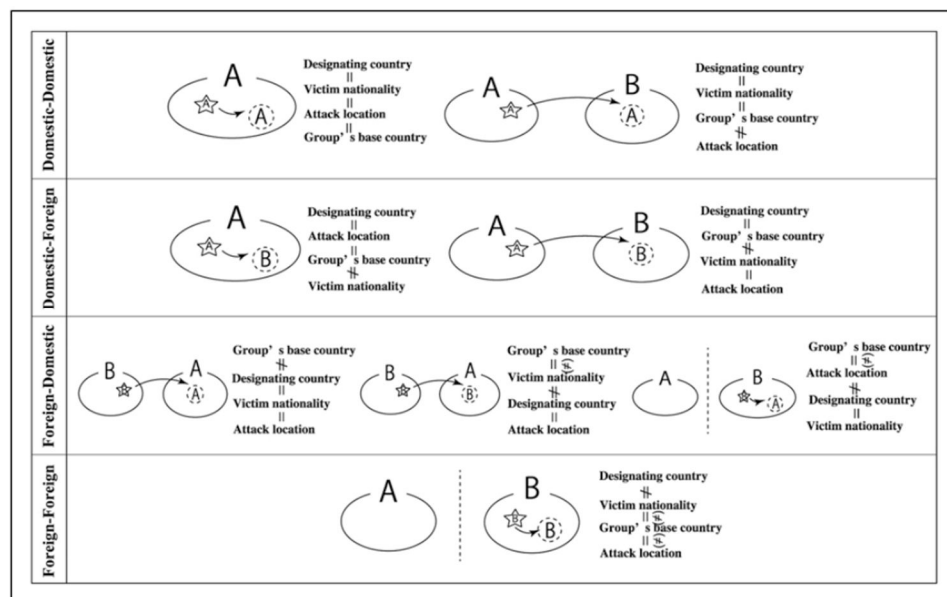 Domestic-Domestic
A
A
A
Designating country
=
Victim nationality
=
Attack location
=
Group' s base country
A
A
B
A
Designating country
=
Victim nationality
=
Group' s base country
≠
Attack location
Domestic-Foreign
A
A
B
Designating country
=
Attack location
=
Group' s base country
≠
Victim nationality
A
A
B
B
Designating country
=
Group' s base country
≠
Victim nationality
=
Attack location
Foreign-Domestic
B
A
A
Group' s base country
≠
Designating country
=
Victim nationality
=
Attack location
B
A
B
Group' s base country
= (≠)
Victim nationality
≠
Designating country
=
Attack location
A
B
A
Group' s base country
= (≠)
Attack location
≠
Designating country
=
Victim nationality
Foreign-Foreign
A
B
B
B
Designating country
≠
Victim nationality
= (≠)
Group' s base country
= (≠)
Attack location